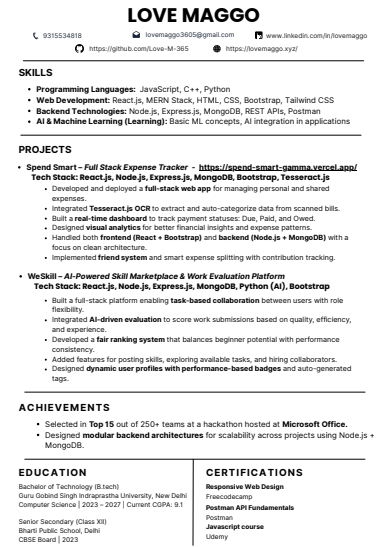 LOVE MAGGO
9315534818 lovemaggo3605@gmail.com www.linkedin.com/in/lovemaggo
https://github.com/Love-M-365 https://lovemaggo.xyz/
SKILLS
• Programming Languages: JavaScript, C++, Python
• Web Development: React.js, MERN Stack, HTML, CSS, Bootstrap, Tailwind CSS
• Backend Technologies: Node.js, Express.js, MongoDB, REST APIs, Postman
• AI & Machine Learning (Learning): Basic ML concepts, AI integration in applications
PROJECTS
• Spend Smart – Full Stack Expense Tracker - https://spend-smart-gamma.vercel.app/
Tech Stack: React.js, Node.js, Express.js, MongoDB, Bootstrap, Tesseract.js
• Developed and deployed a full-stack web app for managing personal and shared
expenses.
• Integrated Tesseract.js OCR to extract and auto-categorize data from scanned bills.
• Built a real-time dashboard to track payment statuses: Due, Paid, and Owed.
• Designed visual analytics for better financial insights and expense patterns.
• Handled both frontend (React + Bootstrap) and backend (Node.js + MongoDB), with a
focus on clean architecture.
• Implemented friend system and smart expense splitting with contribution tracking.
• WeSkill – AI-Powered Skill Marketplace & Work Evaluation Platform
Tech Stack: React.js, Node.js, Express.js, MongoDB, Python (AI), Bootstrap
• Built a full-stack platform enabling task-based collaboration between users with role
flexibility.
• Integrated AI-driven evaluation to score work submissions based on quality, efficiency,
and experience.
• Developed a fair ranking system that balances beginner potential with performance
consistency.
• Added features for posting skills, exploring available tasks, and hiring collaborators.
• Designed dynamic user profiles with performance-based badges and auto-generated
tags.
ACHIEVEMENTS
• Selected in Top 15 out of 250+ teams at a hackathon hosted at Microsoft Office.
• Designed modular backend architectures for scalability across projects using Node.js +
MongoDB.
EDUCATION
Bachelor of Technology (B.tech)
Guru Gobind Singh Indraprastha University, New Delhi
Computer Science | 2023 – 2027 | Current CGPA: 9.1
Senior Secondary (Class XII)
Bharti Public School, Delhi
CBSE Board | 2023
CERTIFICATIONS
Responsive Web Design
Freecodecamp
Postman API Fundamentals
Postman
Javascript course
Udemy